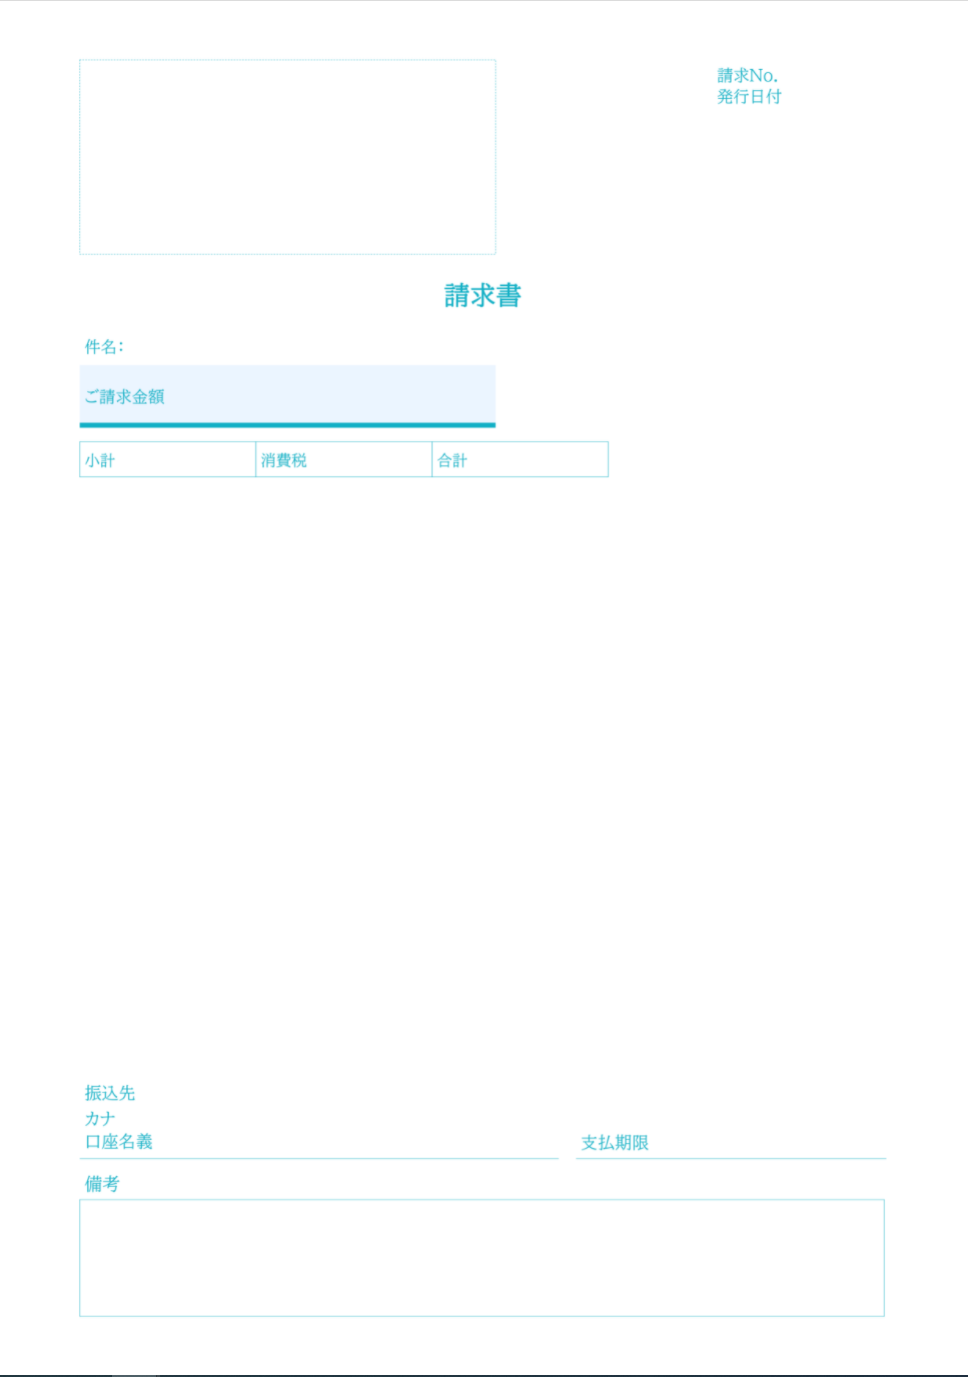 請求No.
発行日付
請求書
件名：
ご請求金額
小計 消費税 合計
振込先
カナ
口座名義 支払期限
備考